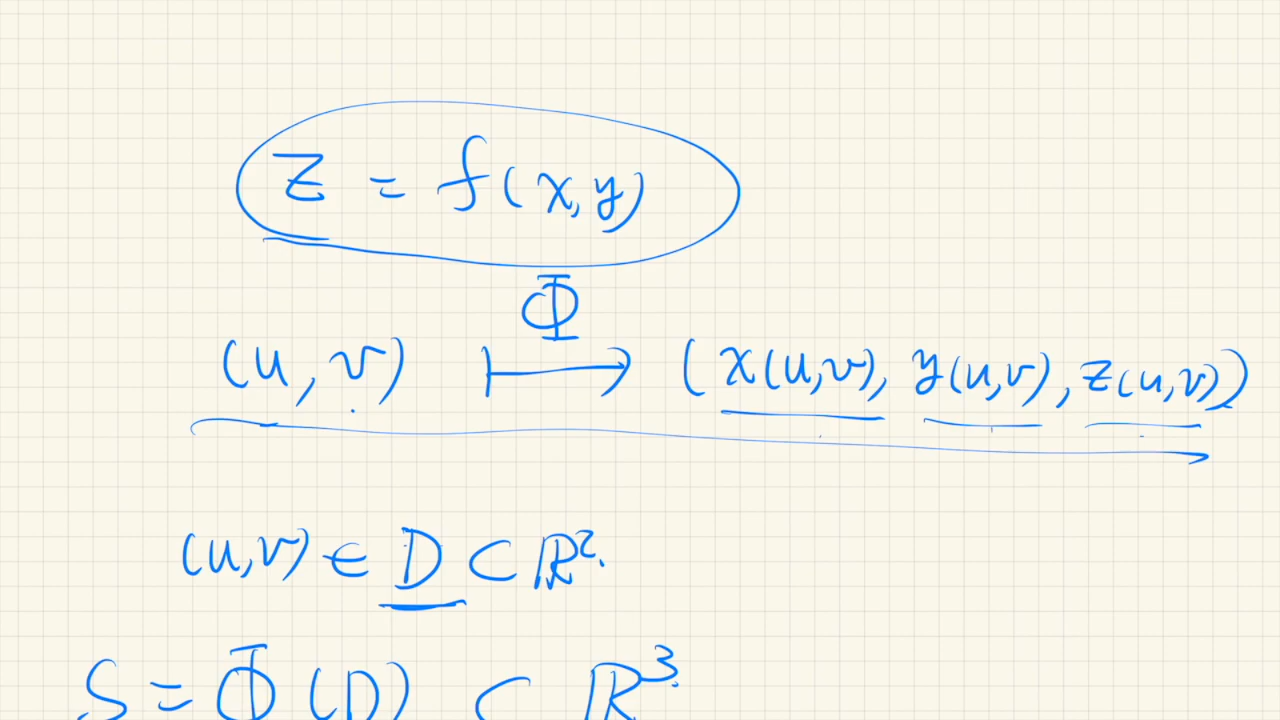 z = f(x,y)
Φ
(u,v) ↦ (x(u,v), y(u,v), z(u,v))
(u,v) ∈ D ⊂ ℝ².
S = Φ(D) ⊂ ℝ³.